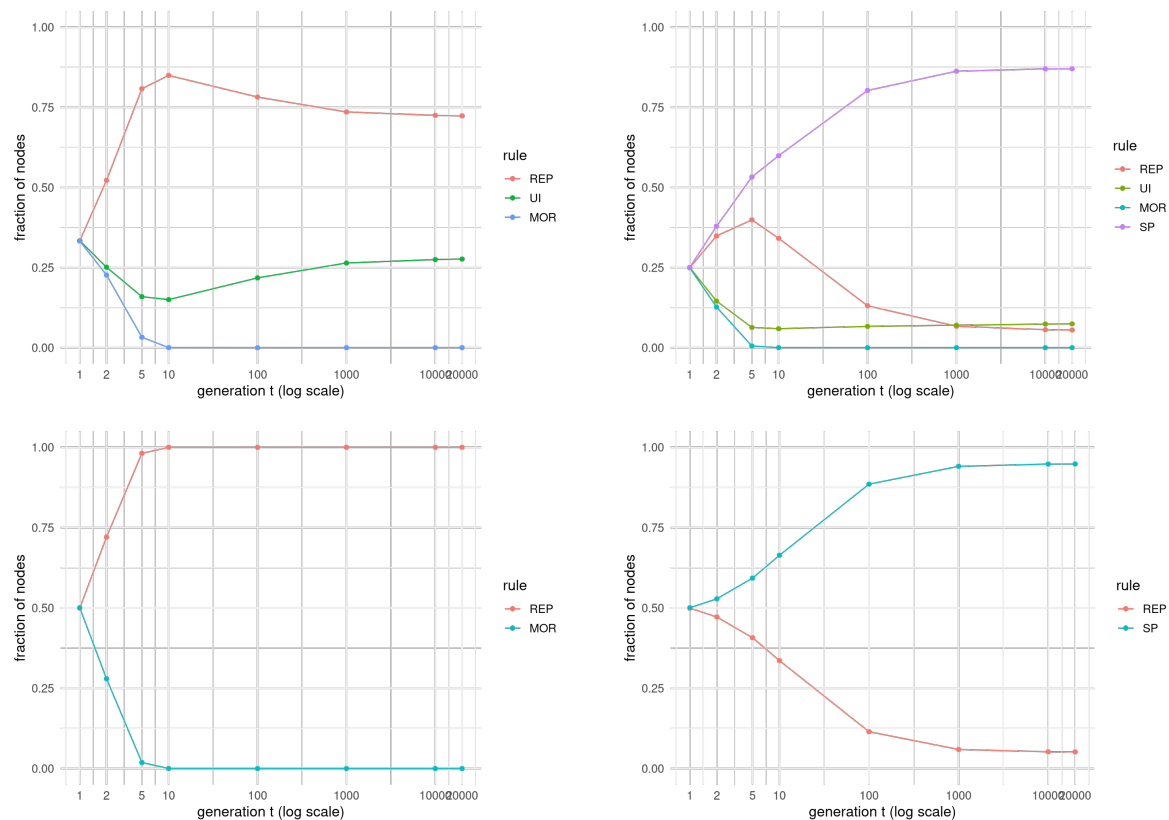 1.00
0.75
0.50
0.25
0.00
fraction of nodes
1 2 5 10 100 1000 10000 20000
generation t (log scale)
rule
REP
UI
MOR
1.00
0.75
0.50
0.25
0.00
fraction of nodes
1 2 5 10 100 1000 10000 20000
generation t (log scale)
rule
REP
UI
MOR
SP
1.00
0.75
0.50
0.25
0.00
fraction of nodes
1 2 5 10 100 1000 10000 20000
generation t (log scale)
rule
REP
MOR
1.00
0.75
0.50
0.25
0.00
fraction of nodes
1 2 5 10 100 1000 10000 20000
generation t (log scale)
rule
REP
SP